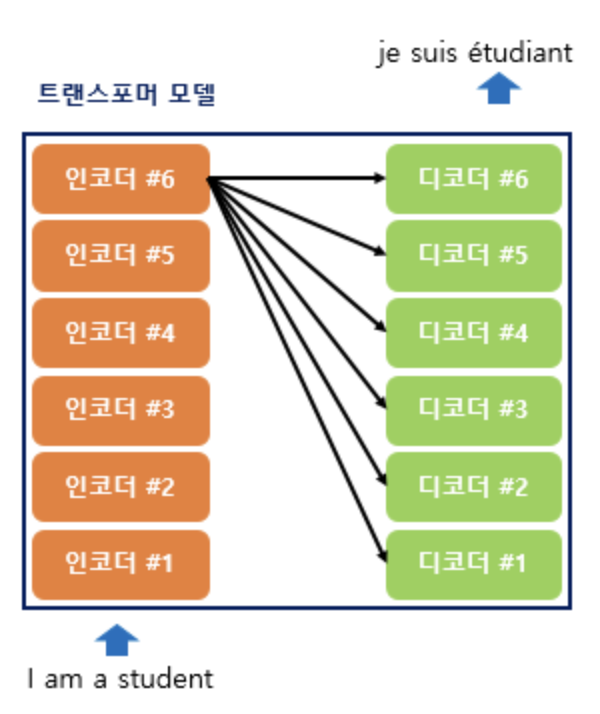 je suis étudiant
트랜스포머 모델
인코더 #6
디코더 #6
인코더 #5
디코더 #5
인코더 #4
디코더 #4
인코더 #3
디코더 #3
인코더 #2
디코더 #2
인코더 #1
디코더 #1
I am a student